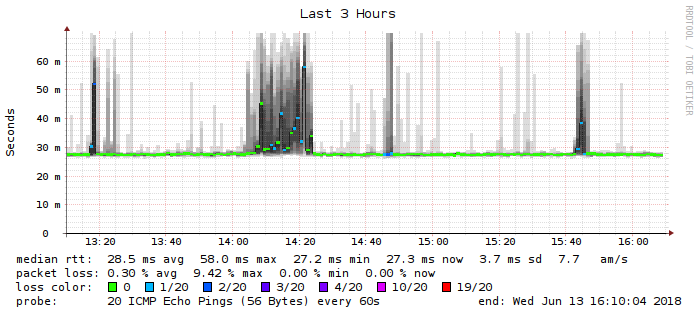 Last 3 Hours
RRDTOOL / TOBI OETIKER
Seconds
60 m
50 m
40 m
30 m
20 m
10 m
0
13:20 13:40 14:00 14:20 14:40 15:00 15:20 15:40 16:00
median rtt: 28.5 ms avg 58.0 ms max 27.2 ms min 27.3 ms now 3.7 ms sd 7.7 am/s
packet loss: 0.30 % avg 9.42 % max 0.00 % min 0.00 % now
loss color: 0 1/20 2/20 3/20 4/20 10/20 19/20
probe: 20 ICMP Echo Pings (56 Bytes) every 60s end: Wed Jun 13 16:10:04 2018